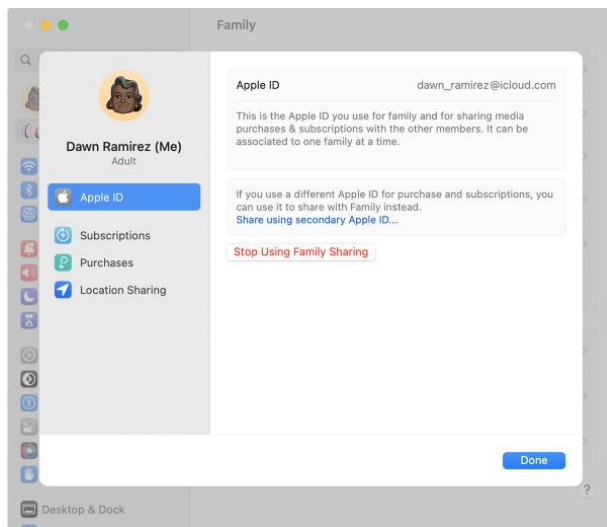 Family
Dawn Ramirez (Me)
Adult
Apple ID
Subscriptions
Purchases
Location Sharing
Apple ID dawn_ramirez@icloud.com
This is the Apple ID you use for family and for sharing media
purchases & subscriptions with the other members. It can be
associated to one family at a time.
If you use a different Apple ID for purchase and subscriptions, you
can use it to share with Family instead.
Share using secondary Apple ID...
Stop Using Family Sharing
Done
?
Desktop & Dock